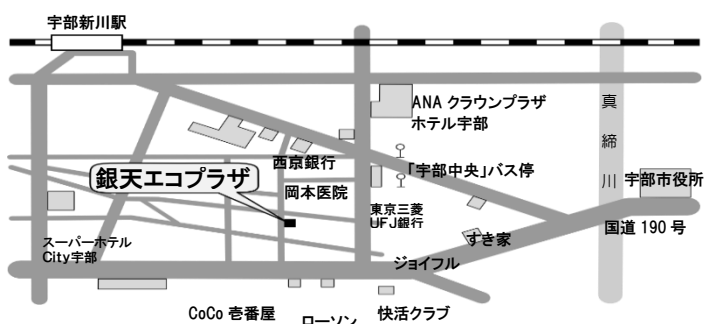 宇部新川駅
ANA クラウンプラザ
ホテル宇部
真締川
西京銀行
「宇部中央」バス停
宇部市役所
銀天エコプラザ
岡本医院
東京三菱
UFJ銀行
国道 190 号
すき家
スーパーホテル
City宇部
ジョイフル
CoCo 壱番屋
ローソン
快活クラブ